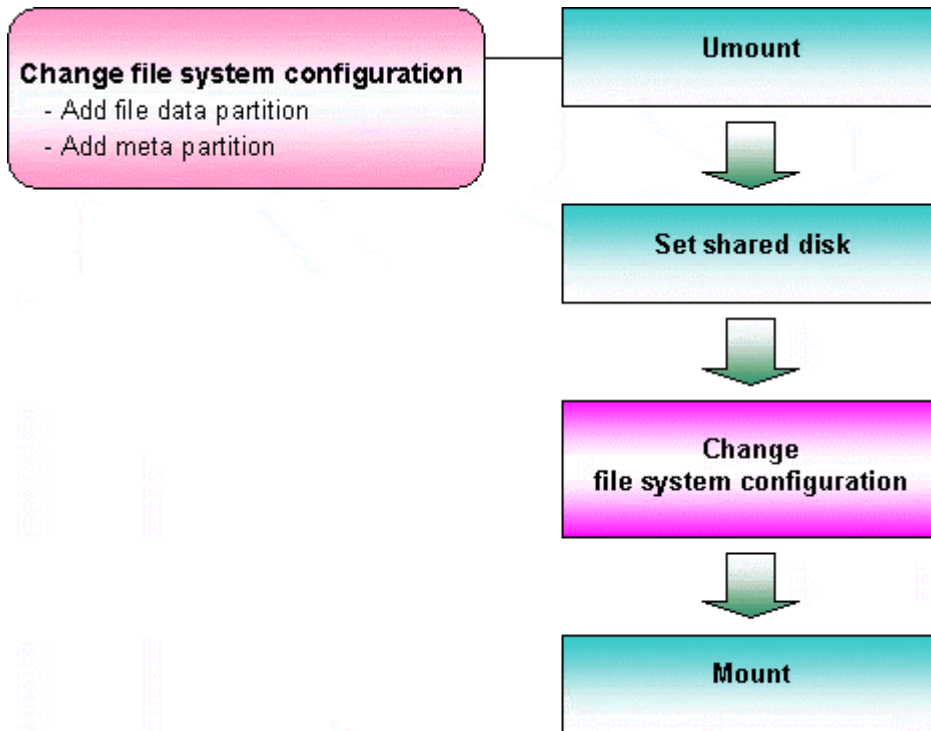 Change file system configuration
- Add file data partition
- Add meta partition
Umount
Set shared disk
Change
file system configuration
Mount